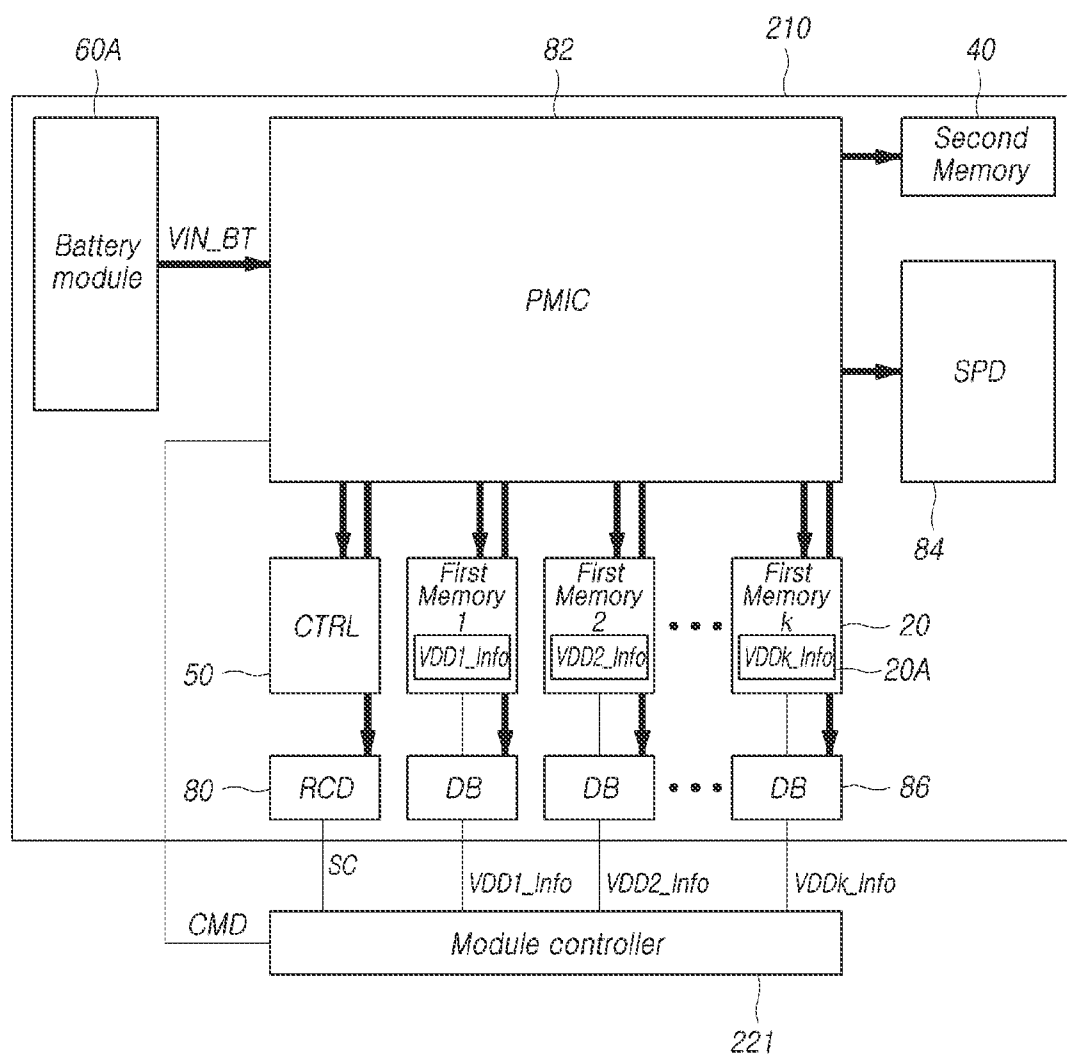 60A
82
210
40
Battery
module
VIN_BT
PMIC
Second
Memory
SPD
84
CTRL
50
First
Memory
1
VDD1_Info
First
Memory
2
VDD2_Info
First
Memory
k
VDDk_Info
20
20A
80
RCD
DB
DB
DB
86
SC
VDD1_Info
VDD2_Info
VDDk_Info
CMD
Module controller
221